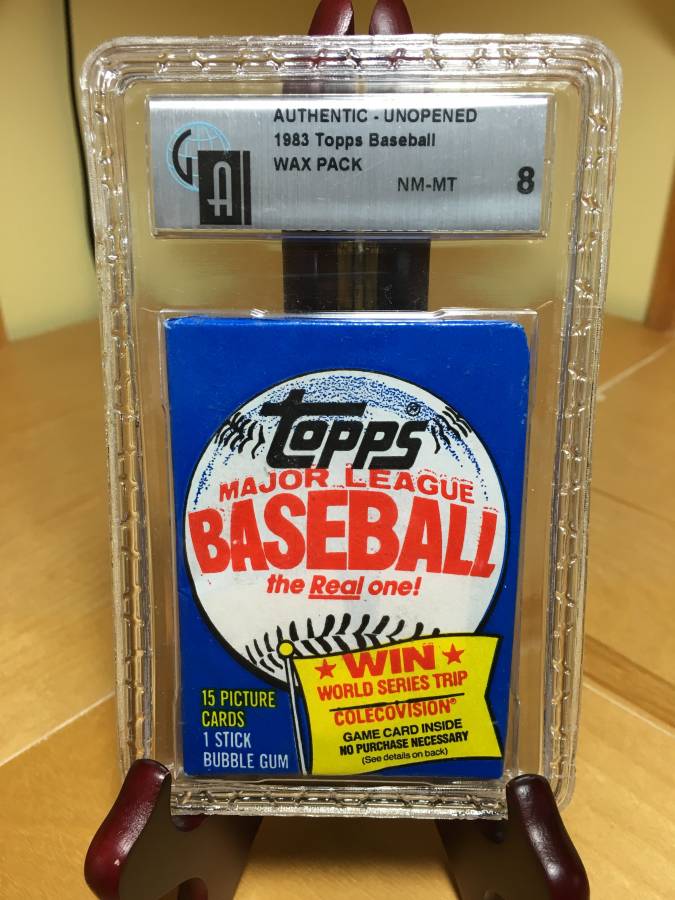 AUTHENTIC - UNOPENED
1983 Topps Baseball
WAX PACK
NM-MT 8
GA
Topps®
MAJOR LEAGUE
BASEBALL
the Real one!
WIN
WORLD SERIES TRIP
COLECOVISION®
GAME CARD INSIDE
NO PURCHASE NECESSARY
(See details on back)
15 PICTURE
CARDS
1 STICK
BUBBLE GUM